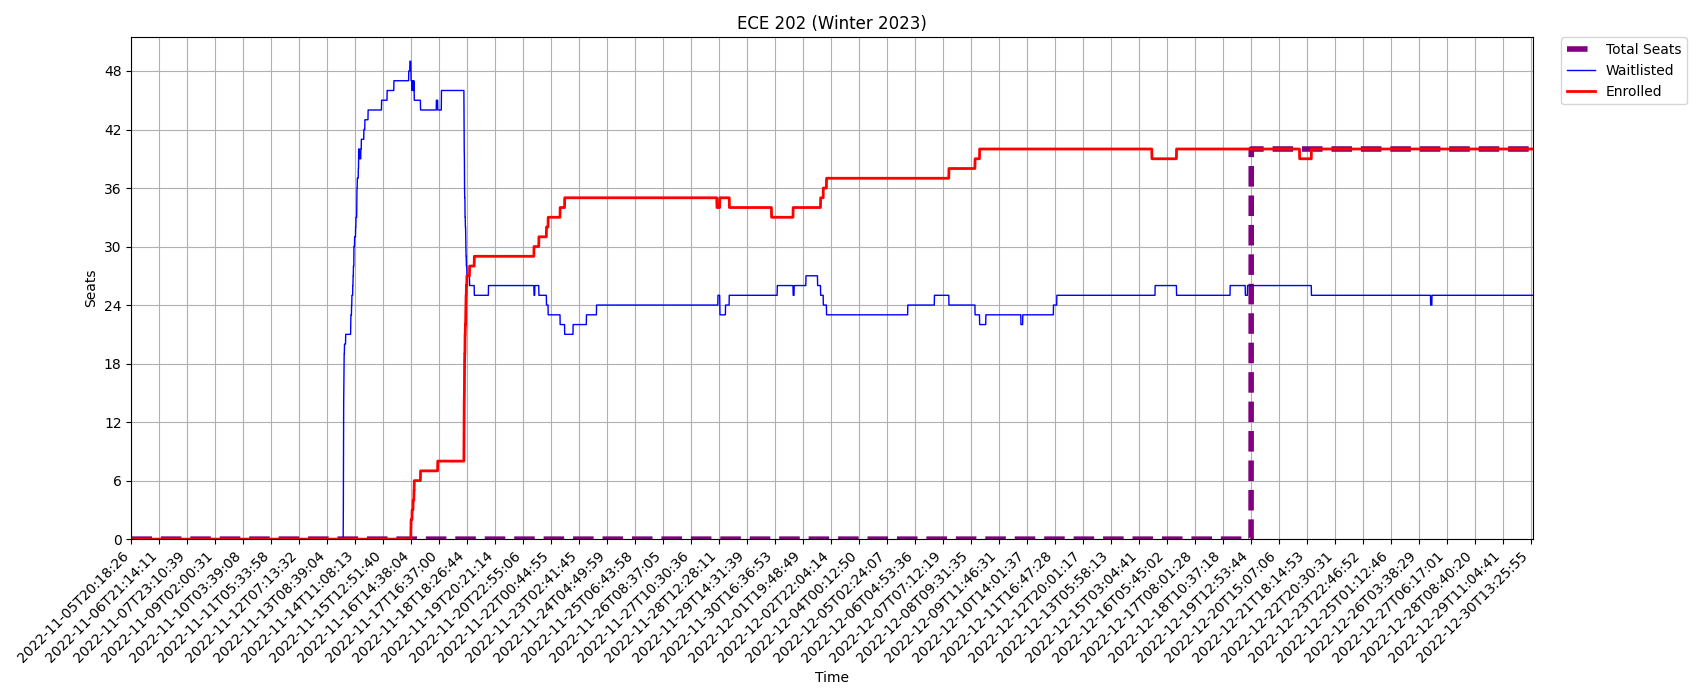 ECE 202 (Winter 2023)
Total Seats
Waitlisted
Enrolled
Seats
48
42
36
30
24
18
12
6
0
2022-11-05T20:18:26
2022-11-06T21:14:11
2022-11-07T23:10:39
2022-11-09T02:00:31
2022-11-10T03:39:08
2022-11-11T05:33:58
2022-11-12T07:13:32
2022-11-13T08:39:04
2022-11-14T11:08:13
2022-11-15T12:51:40
2022-11-16T14:38:04
2022-11-17T16:37:00
2022-11-18T18:26:44
2022-11-19T20:21:14
2022-11-20T22:55:06
2022-11-22T00:44:55
2022-11-23T02:41:45
2022-11-24T04:49:59
2022-11-25T06:43:58
2022-11-26T08:37:05
2022-11-27T10:30:36
2022-11-28T12:28:11
2022-11-29T14:31:39
2022-11-30T16:36:53
2022-12-01T19:48:49
2022-12-02T22:04:14
2022-12-04T00:12:50
2022-12-05T02:24:07
2022-12-06T04:53:36
2022-12-07T07:12:19
2022-12-08T09:31:35
2022-12-09T11:46:31
2022-12-10T14:01:37
2022-12-11T16:47:28
2022-12-12T20:01:17
2022-12-13T05:58:13
2022-12-15T03:04:41
2022-12-16T05:45:02
2022-12-17T08:01:28
2022-12-18T10:37:18
2022-12-19T12:53:44
2022-12-20T15:07:06
2022-12-21T18:14:53
2022-12-22T20:30:31
2022-12-23T22:46:52
2022-12-25T01:12:46
2022-12-26T03:38:29
2022-12-27T06:17:01
2022-12-28T08:40:20
2022-12-29T11:04:41
2022-12-30T13:25:55
Time